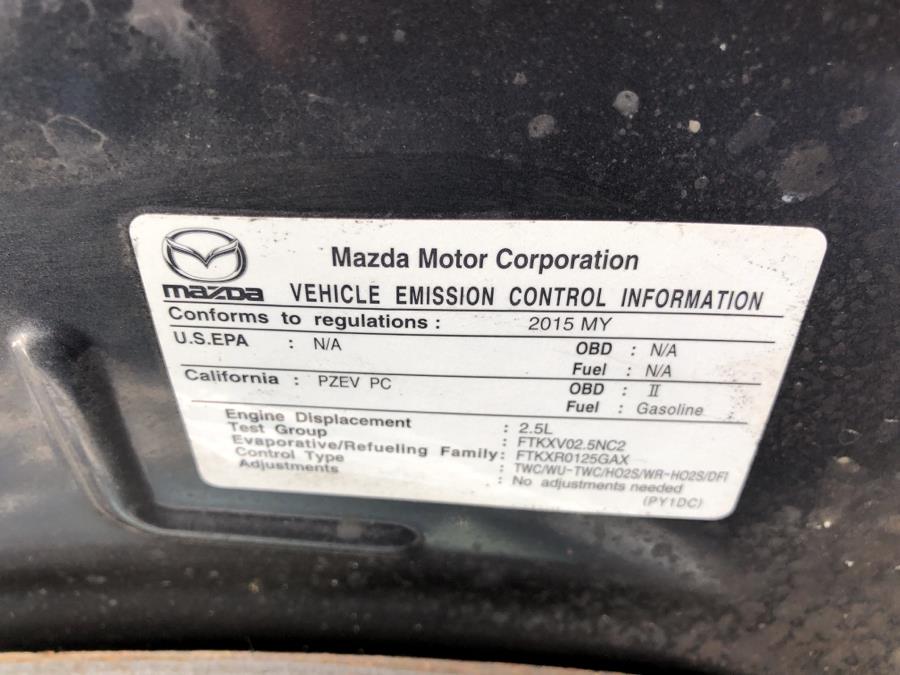 Mazda Motor Corporation
mazda VEHICLE EMISSION CONTROL INFORMATION
Conforms to regulations : 2015 MY
U.S.EPA : N/A OBD : N/A
Fuel : N/A
California : PZEV PC OBD : II
Fuel : Gasoline
Engine Displacement : 2.5L
Test Group : FTKXV02.5NC2
Evaporative/Refueling Family: FTKXR0125GAX
Control Type : TWC/WU-TWC/HO2S/WR-HO2S/DFI
Adjustments : No adjustments needed
(PY1DC)